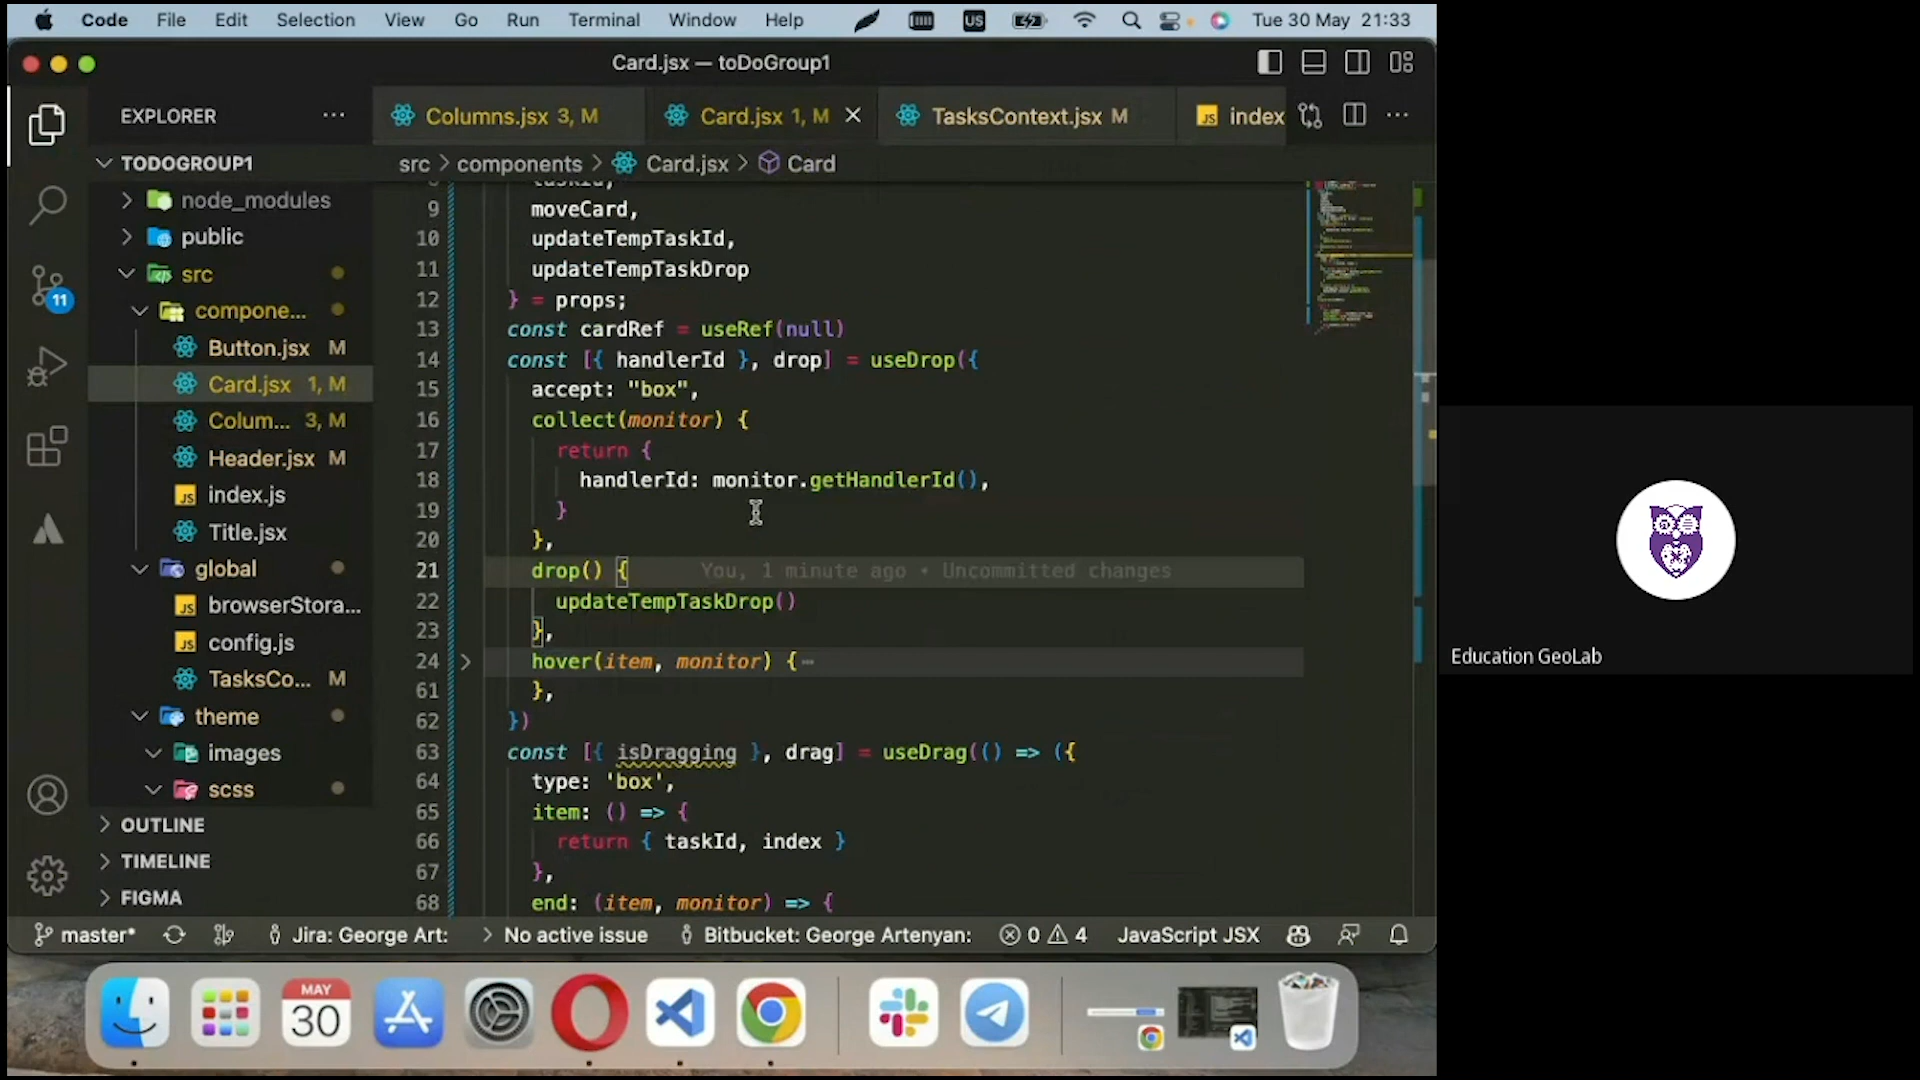 Code File Edit Selection View Go Run Terminal Window Help US Tue 30 May 21:33
Card.jsx — toDoGroup1
EXPLORER ···
Columns.jsx 3, M
Card.jsx 1, M
TasksContext.jsx M
JS index
TODOGROUP1
src > components > Card.jsx > Card
node_modules
public
src
compone...
Button.jsx M
Card.jsx 1, M
Colum... 3, M
Header.jsx M
JS index.js
Title.jsx
global
JS browserStora...
JS config.js
TasksCo... M
theme
images
scss
OUTLINE
TIMELINE
FIGMA
11
taskId,
9 moveCard,
10 updateTempTaskId,
11 updateTempTaskDrop
12 } = props;
13 const cardRef = useRef(null)
14 const [{ handlerId }, drop] = useDrop({
15 accept: "box",
16 collect(monitor) {
17 return {
18 handlerId: monitor.getHandlerId(),
19 }
20 },
21 drop() { You, 1 minute ago • Uncommitted changes
22 updateTempTaskDrop()
23 },
24 hover(item, monitor) { ⋯
61 },
62 })
63 const [{ isDragging }, drag] = useDrag(() => ({
64 type: 'box',
65 item: () => {
66 return { taskId, index }
67 },
68 end: (item, monitor) => {
master* Jira: George Art: > No active issue Bitbucket: George Artenyan: 0 4 JavaScript JSX
MAY
30
Education GeoLab